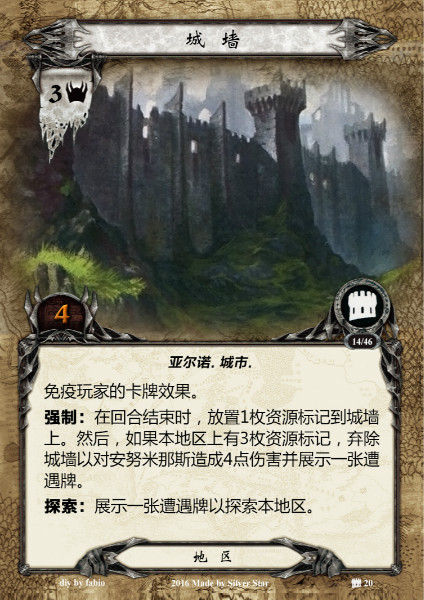 城墙
3
4
14/46
亚尔诺. 城市.
免疫玩家的卡牌效果。
强制：在回合结束时，放置1枚资源标记到城墙
上。然后，如果本地区上有3枚资源标记，弃除
城墙以对安努米那斯造成4点伤害并展示一张遭
遇牌。
探索：展示一张遭遇牌以探索本地区。
地区
diy by fabio
2016 Made by Silver Star
20